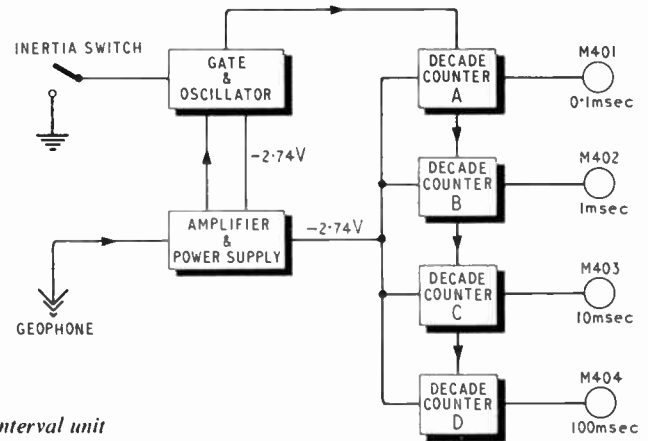 INERTIA SWITCH
GATE
&
OSCILLATOR
-2·74V
AMPLIFIER
&
POWER SUPPLY
-2·74V
GEOPHONE
DECADE
COUNTER
A
M401
0·1msec
DECADE
COUNTER
B
M402
1msec
DECADE
COUNTER
C
M403
10msec
DECADE
COUNTER
D
M404
100msec
nterval unit